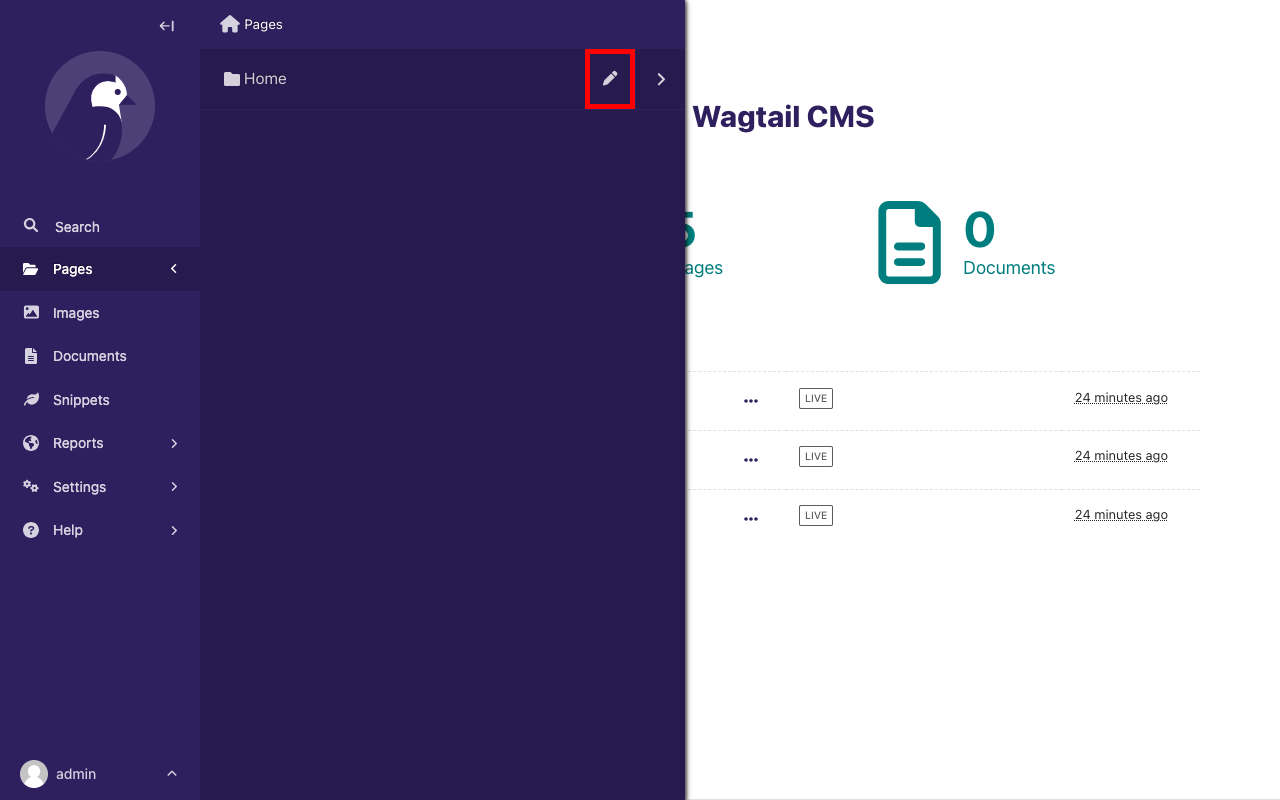 Pages
Home
Wagtail CMS
Search
Pages
Images
Documents
Snippets
Reports
Settings
Help
admin
5
ages
0
Documents
LIVE
24 minutes ago
LIVE
24 minutes ago
LIVE
24 minutes ago